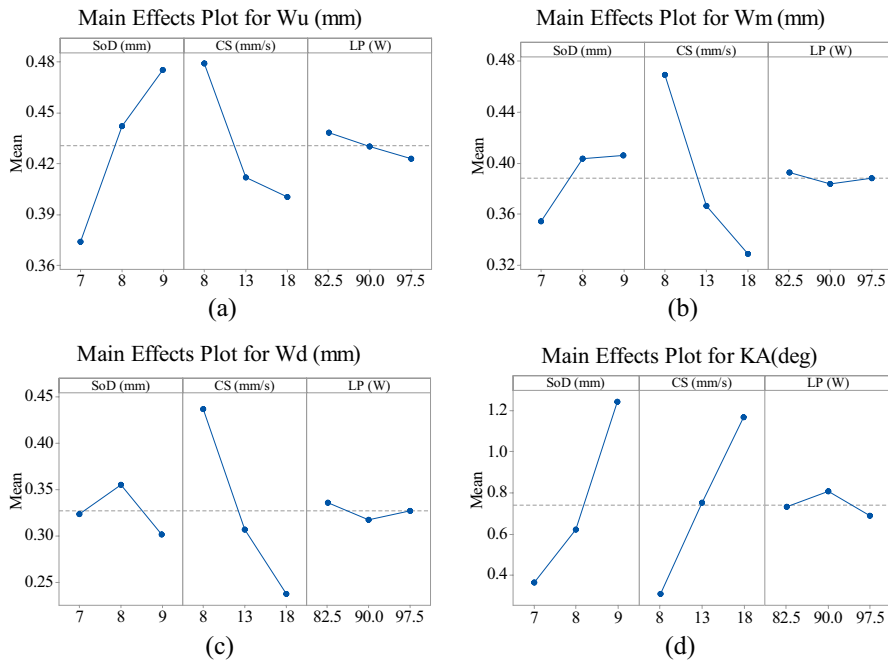 Main Effects Plot for Wu (mm)
SoD (mm) CS (mm/s) LP (W)
0.48
0.45
0.42
0.39
0.36
Mean
7 8 9 8 13 18 82.5 90.0 97.5
(a)
Main Effects Plot for Wm (mm)
SoD (mm) CS (mm/s) LP (W)
0.48
0.44
0.40
0.36
0.32
Mean
7 8 9 8 13 18 82.5 90.0 97.5
(b)
Main Effects Plot for Wd (mm)
SoD (mm) CS (mm/s) LP (W)
0.45
0.40
0.35
0.30
0.25
Mean
7 8 9 8 13 18 82.5 90.0 97.5
(c)
Main Effects Plot for KA(deg)
SoD (mm) CS (mm/s) LP (W)
1.2
1.0
0.8
0.6
0.4
Mean
7 8 9 8 13 18 82.5 90.0 97.5
(d)